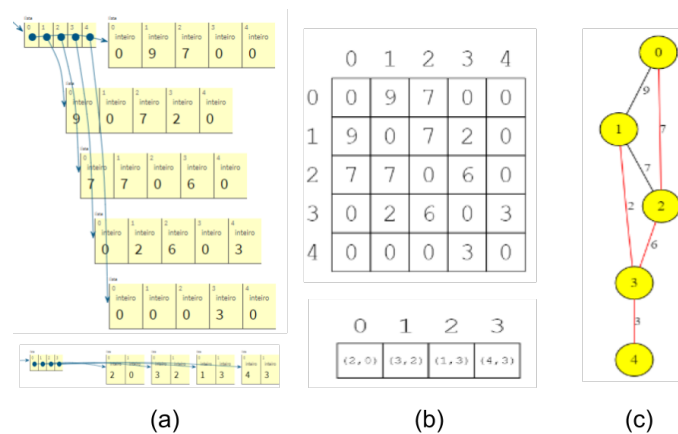 0 1 2 3 4
0 1 2 3 4
inteiro inteiro inteiro inteiro inteiro
0 9 7 0 0
0 1 2 3 4
inteiro inteiro inteiro inteiro inteiro
9 0 7 2 0
0 1 2 3 4
inteiro inteiro inteiro inteiro inteiro
7 7 0 6 0
0 1 2 3 4
inteiro inteiro inteiro inteiro inteiro
0 2 6 0 3
0 1 2 3 4
inteiro inteiro inteiro inteiro inteiro
0 0 0 3 0
2 0 3 2 1 3 4 3
(a)
0 1 2 3 4
0 0 9 7 0 0
1 9 0 7 2 0
2 7 7 0 6 0
3 0 2 6 0 3
4 0 0 0 3 0
0 1 2 3
(2,0) (3,2) (1,3) (4,3)
(b)
0
9
1
7
7
2
2
6
3
3
4
(c)